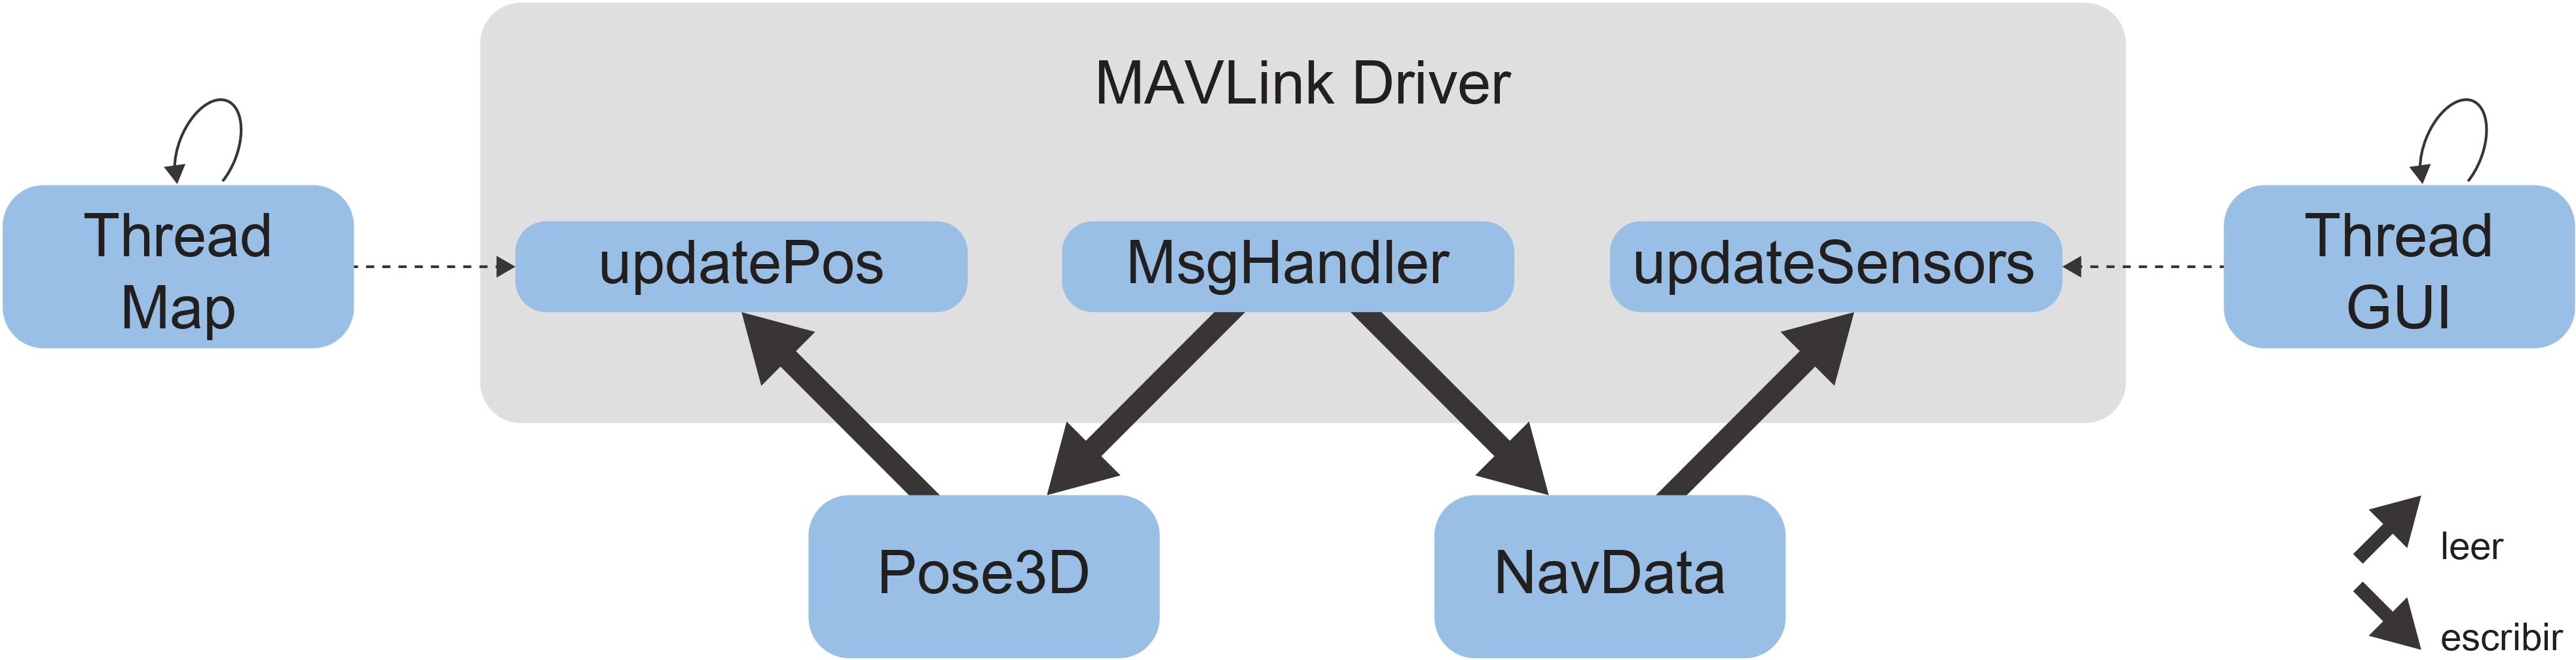 MAVLink Driver
Thread
Map
updatePos
MsgHandler
updateSensors
Thread
GUI
Pose3D
NavData
leer
escribir